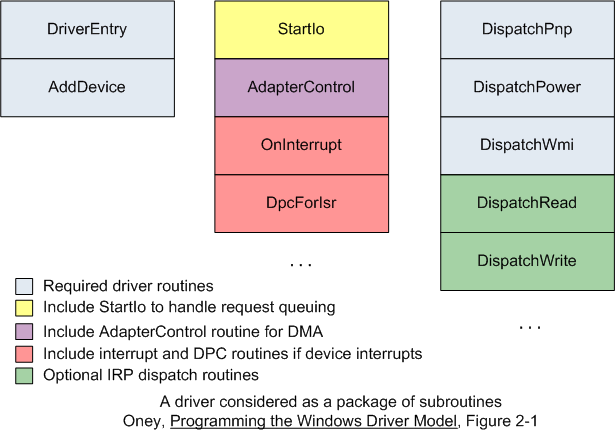 DriverEntry
AddDevice
StartIo
AdapterControl
OnInterrupt
DpcForIsr
. . .
DispatchPnp
DispatchPower
DispatchWmi
DispatchRead
DispatchWrite
. . .
Required driver routines
Include StartIo to handle request queuing
Include AdapterControl routine for DMA
Include interrupt and DPC routines if device interrupts
Optional IRP dispatch routines
A driver considered as a package of subroutines
Oney, Programming the Windows Driver Model, Figure 2-1